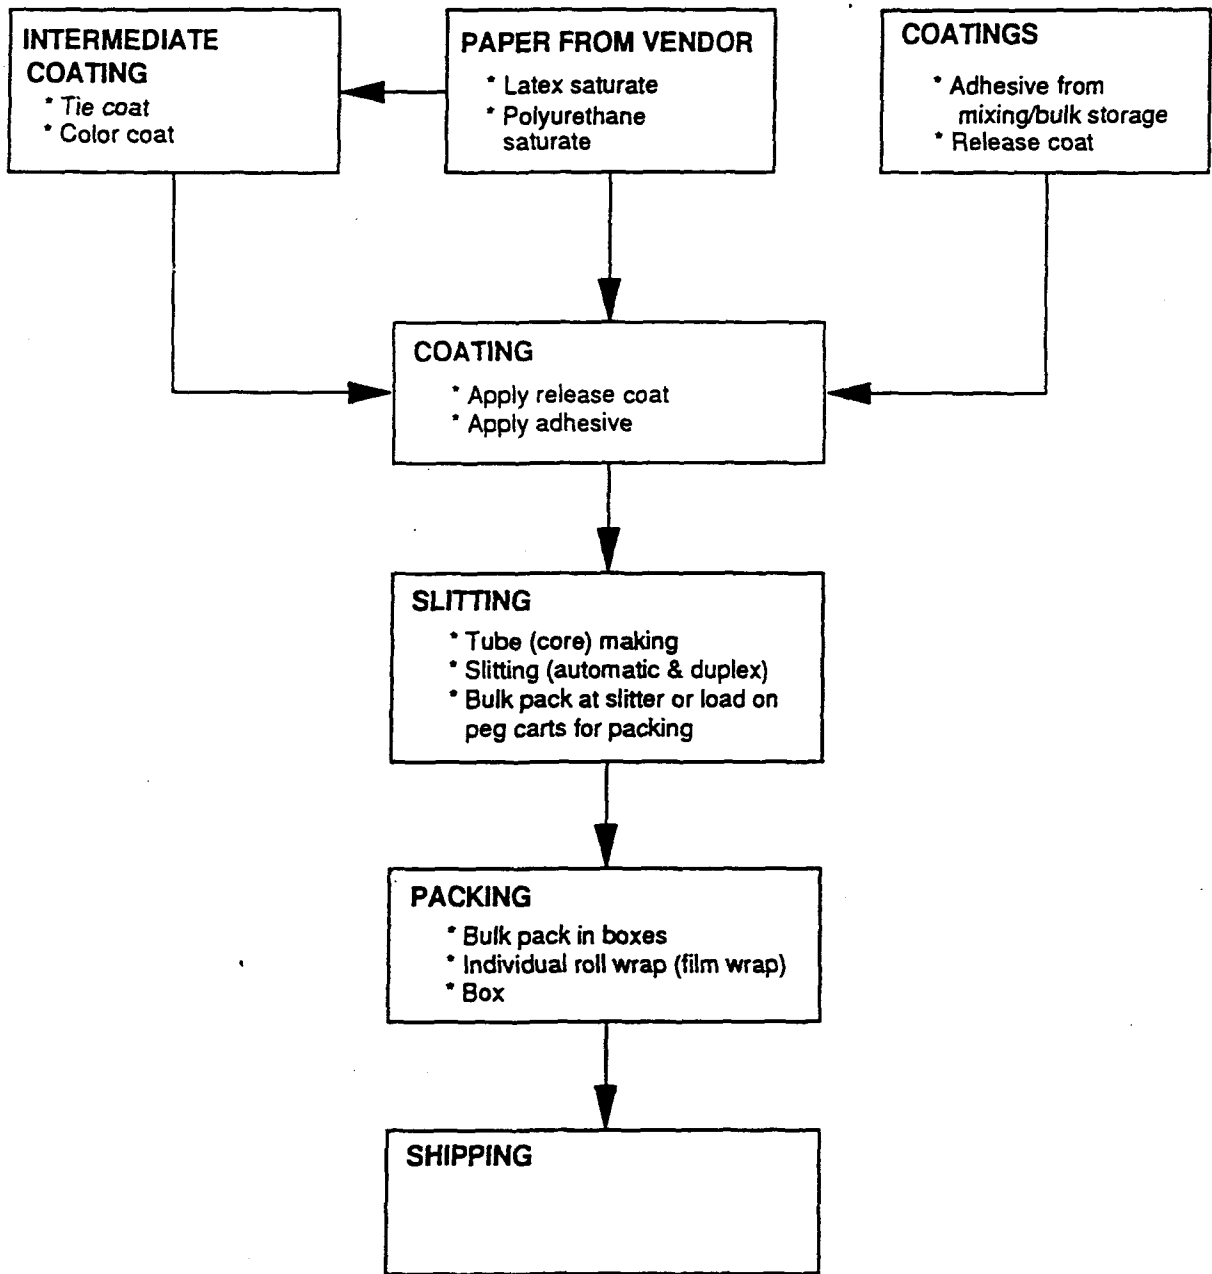 INTERMEDIATE
COATING
* Tie coat
* Color coat
PAPER FROM VENDOR
* Latex saturate
* Polyurethane
saturate
COATINGS
* Adhesive from
mixing/bulk storage
* Release coat
COATING
* Apply release coat
* Apply adhesive
SLITTING
* Tube (core) making
* Slitting (automatic & duplex)
* Bulk pack at slitter or load on
peg carts for packing
PACKING
* Bulk pack in boxes
* Individual roll wrap (film wrap)
* Box
SHIPPING